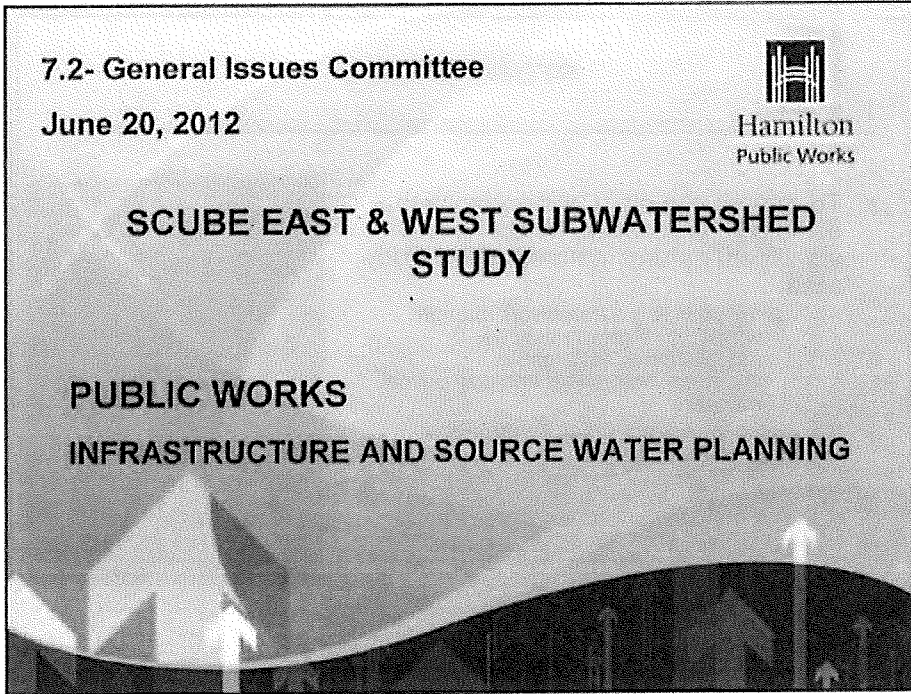 7.2- General Issues Committee
June 20, 2012
Hamilton
Public Works
SCUBE EAST & WEST SUBWATERSHED
STUDY
PUBLIC WORKS
INFRASTRUCTURE AND SOURCE WATER PLANNING